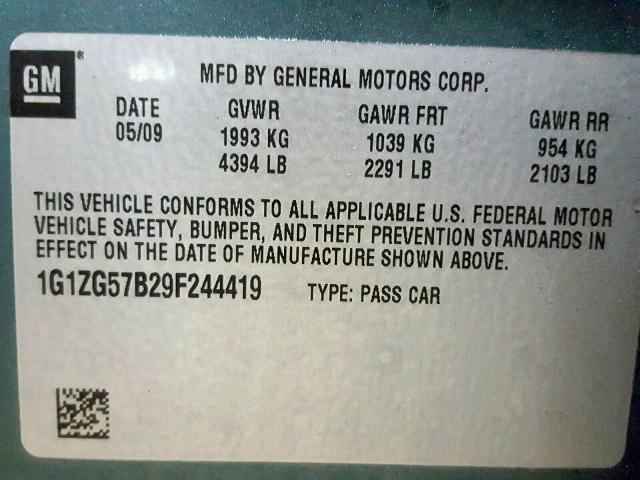 GM®
MFD BY GENERAL MOTORS CORP.
DATE GVWR GAWR FRT GAWR RR
05/09 1993 KG 1039 KG 954 KG
4394 LB 2291 LB 2103 LB
THIS VEHICLE CONFORMS TO ALL APPLICABLE U.S. FEDERAL MOTOR
VEHICLE SAFETY, BUMPER, AND THEFT PREVENTION STANDARDS IN
EFFECT ON THE DATE OF MANUFACTURE SHOWN ABOVE.
1G1ZG57B29F244419 TYPE: PASS CAR